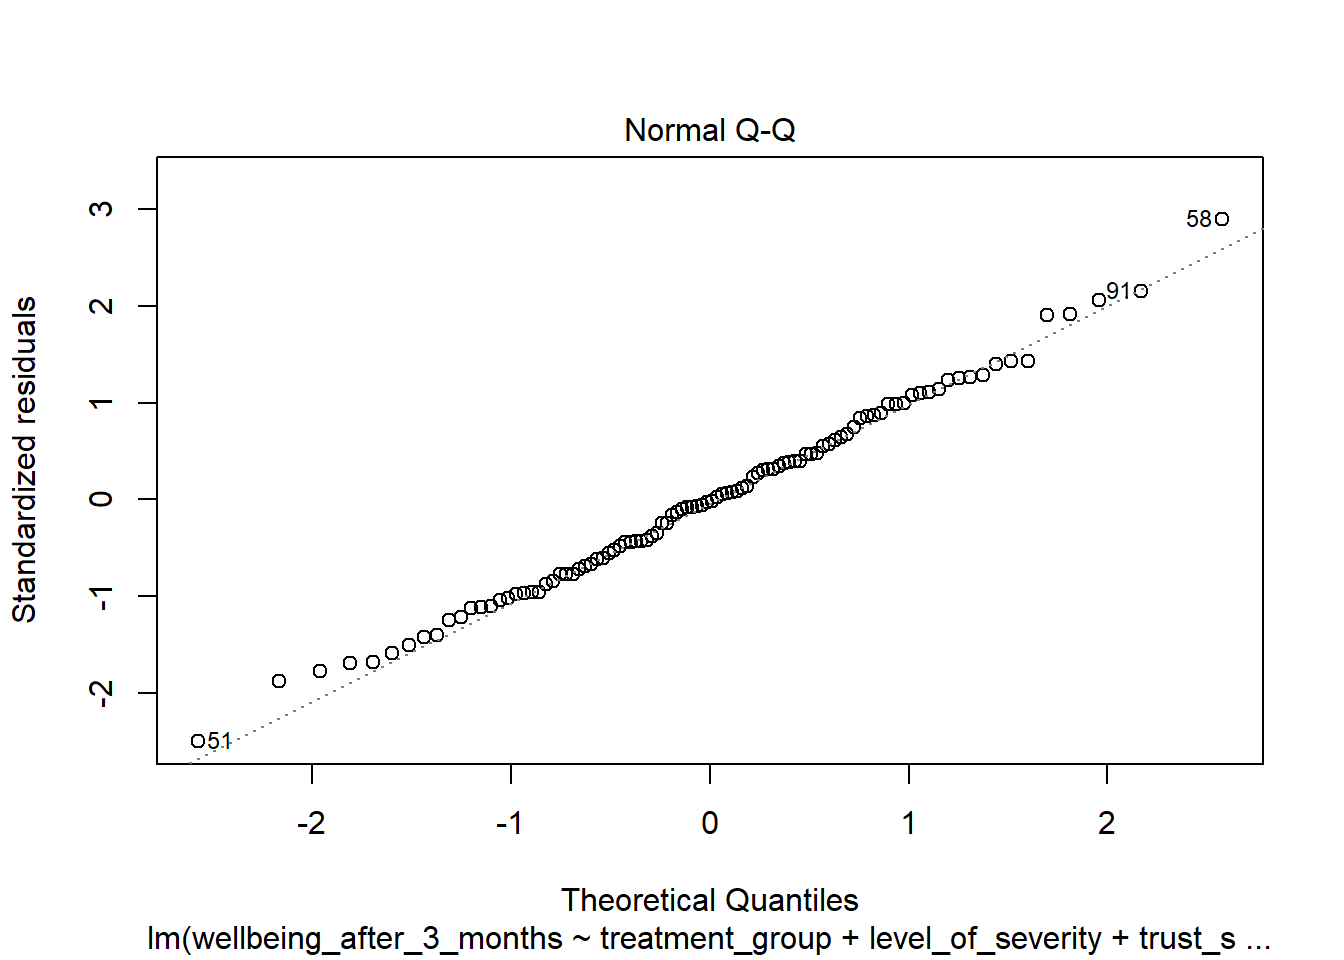 Normal Q-Q
3
2
1
0
-1
-2
Standardized residuals
58
91
51
-2 -1 0 1 2
Theoretical Quantiles
lm(wellbeing_after_3_months ~ treatment_group + level_of_severity + trust_s ...